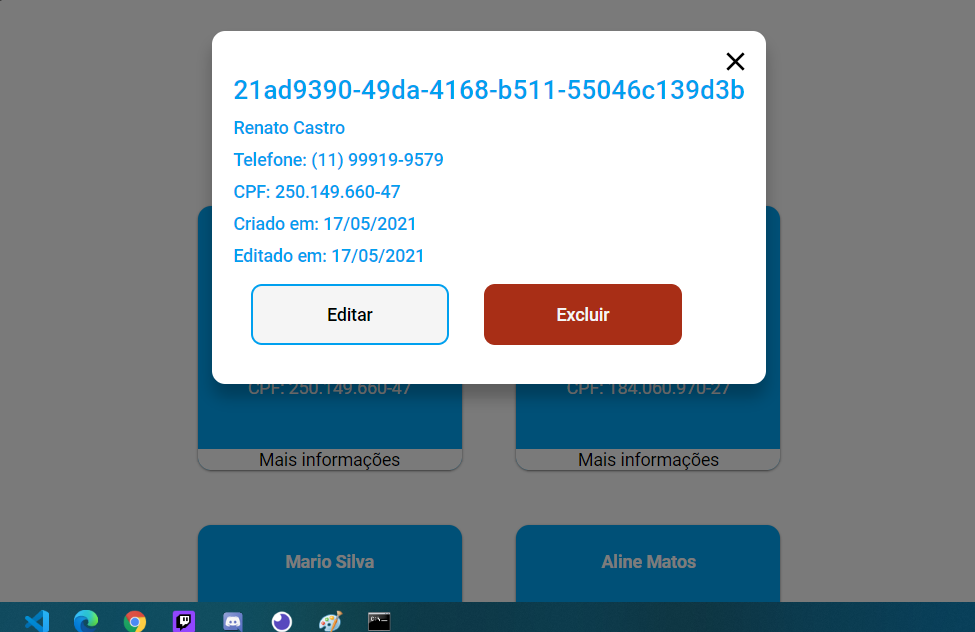 21ad9390-49da-4168-b511-55046c139d3b
Renato Castro
Telefone: (11) 99919-9579
CPF: 250.149.660-47
Criado em: 17/05/2021
Editado em: 17/05/2021
Editar
Excluir
CPF: 250.149.660-47
CPF: 184.060.970-27
Mais informações
Mais informações
Mario Silva
Aline Matos